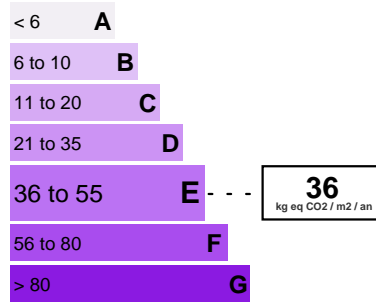 < 6 A
6 to 10 B
11 to 20 C
21 to 35 D
36 to 55 E
36
kg eq CO2 / m2 / an
56 to 80 F
> 80 G